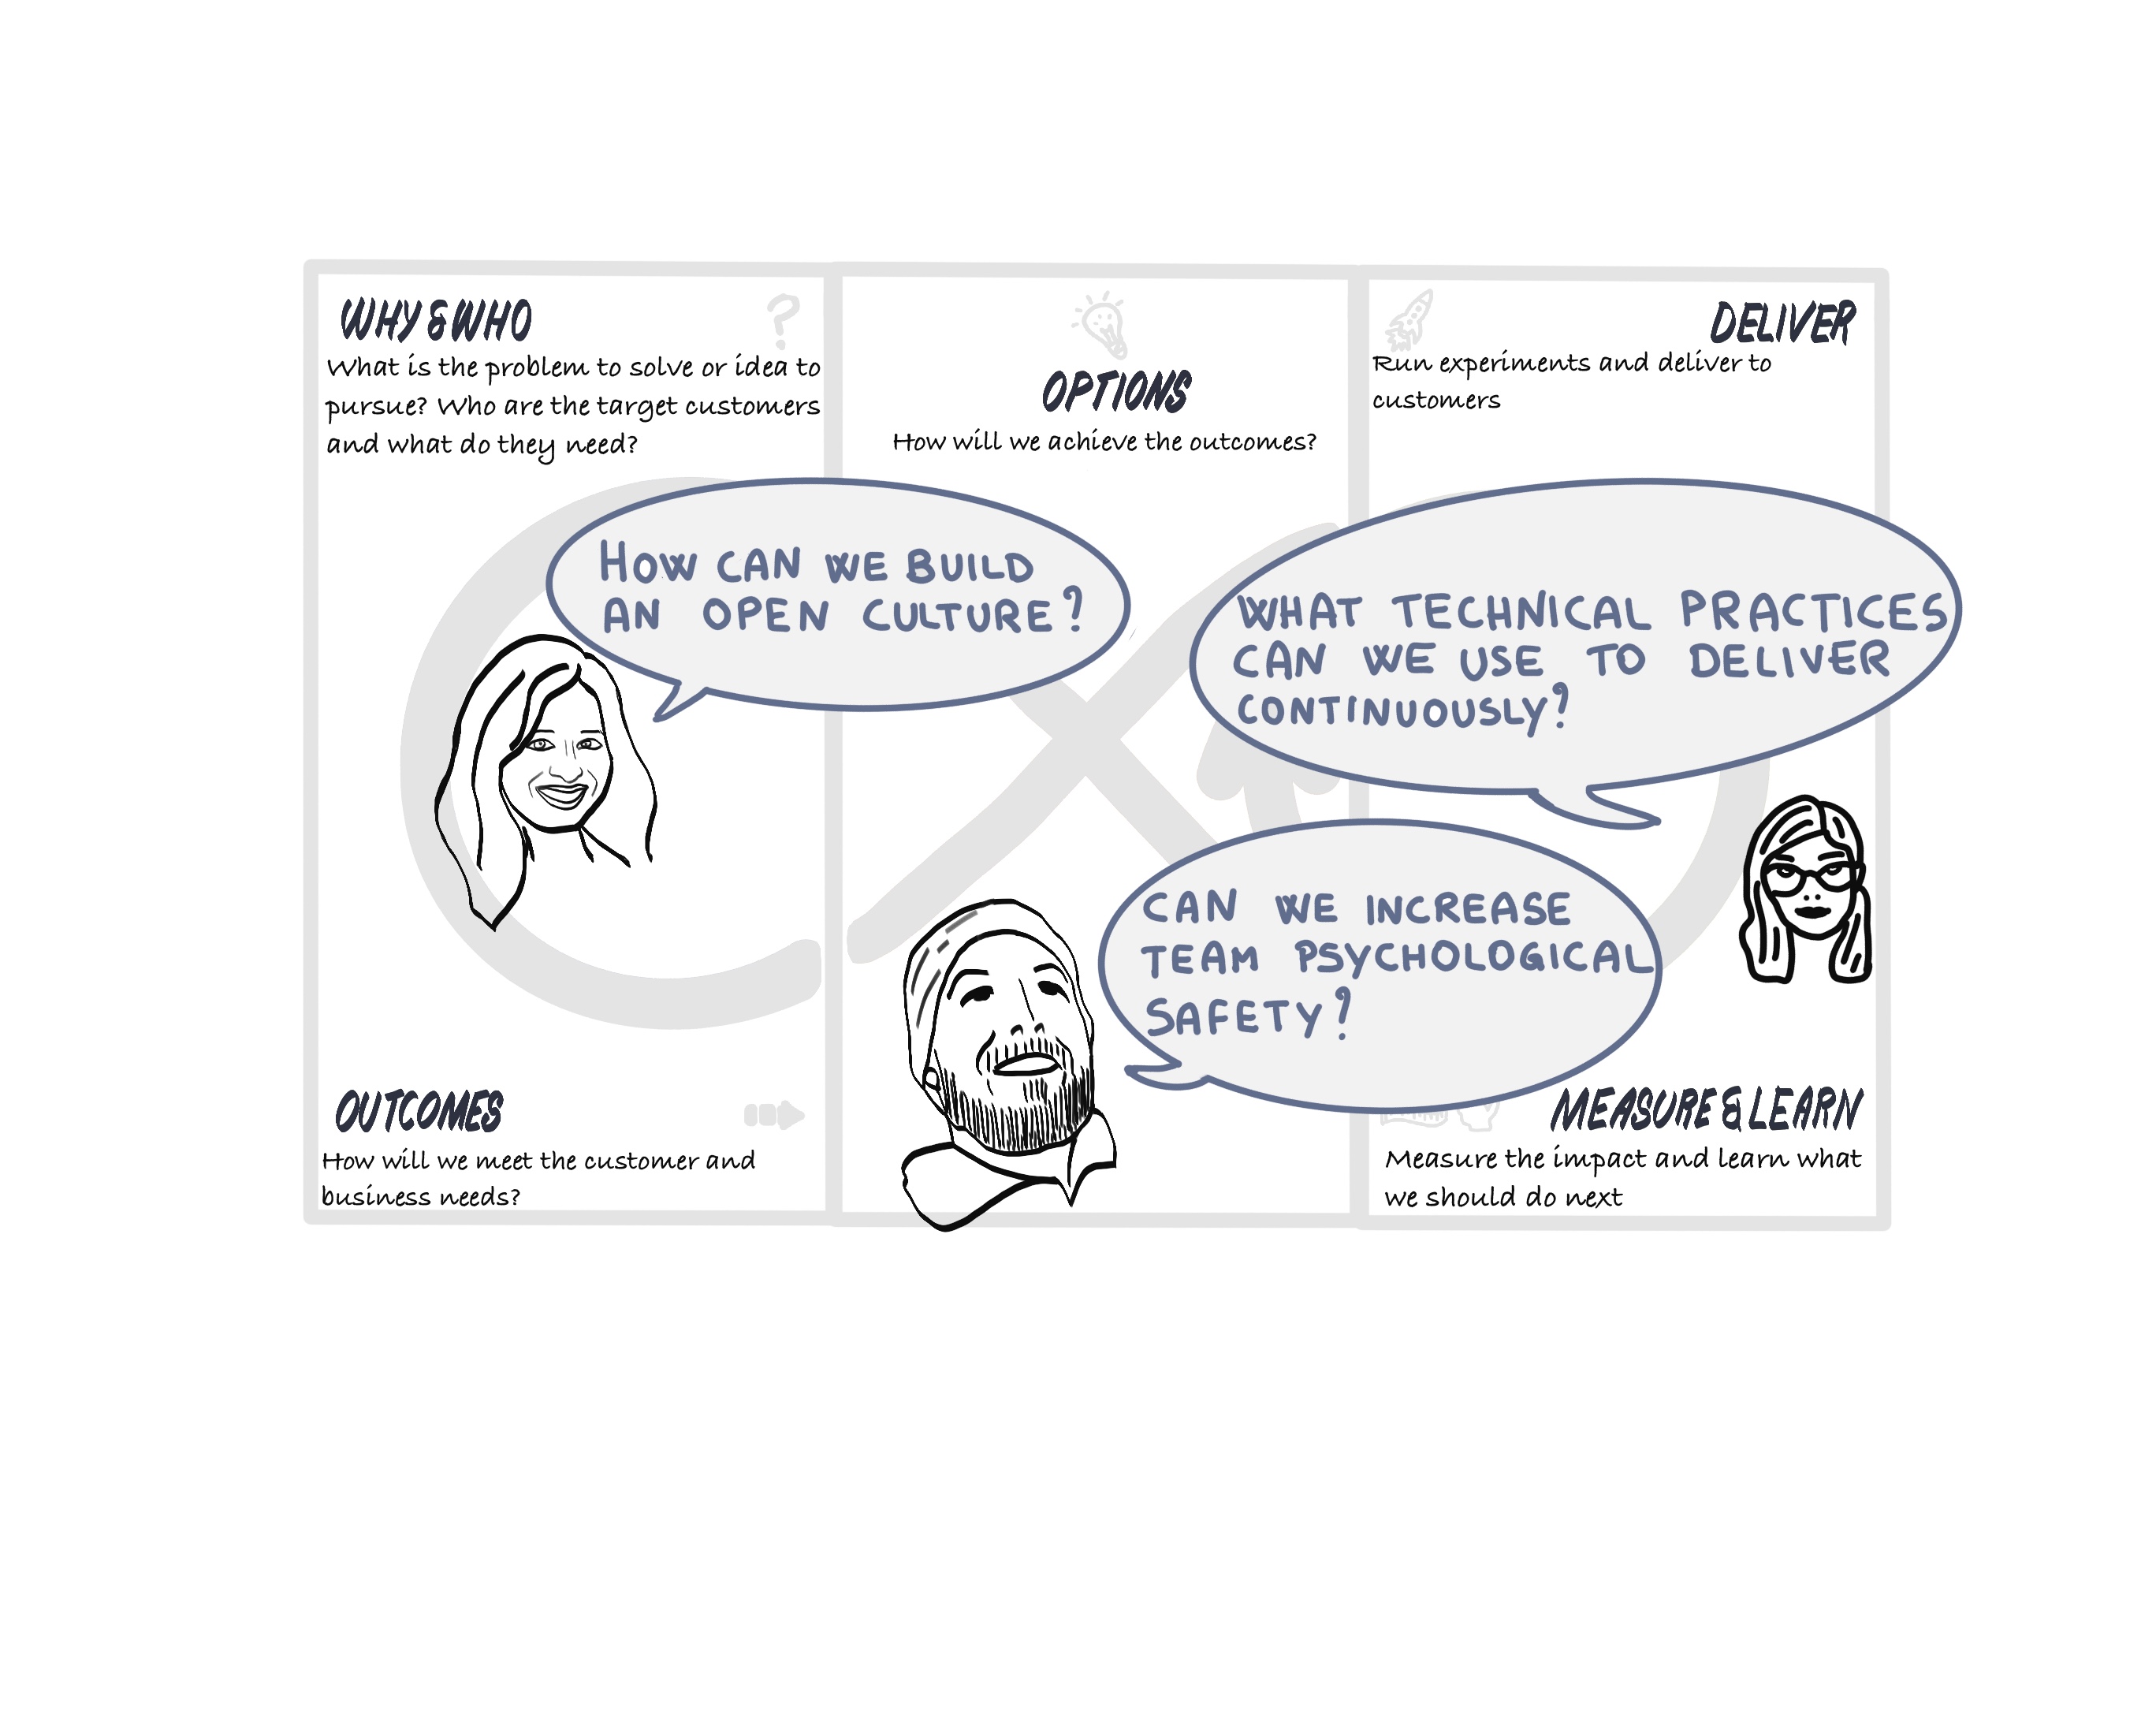 WHY & WHO
What is the problem to solve or idea to
pursue? Who are the target customers
and what do they need?
OPTIONS
How will we achieve the outcomes?
DELIVER
Run experiments and deliver to
customers
HOW CAN WE BUILD
AN OPEN CULTURE?
WHAT TECHNICAL PRACTICES
CAN WE USE TO DELIVER
CONTINUOUSLY?
CAN WE INCREASE
TEAM PSYCHOLOGICAL
SAFETY?
OUTCOMES
How will we meet the customer and
business needs?
MEASURE & LEARN
Measure the impact and learn what
we should do next